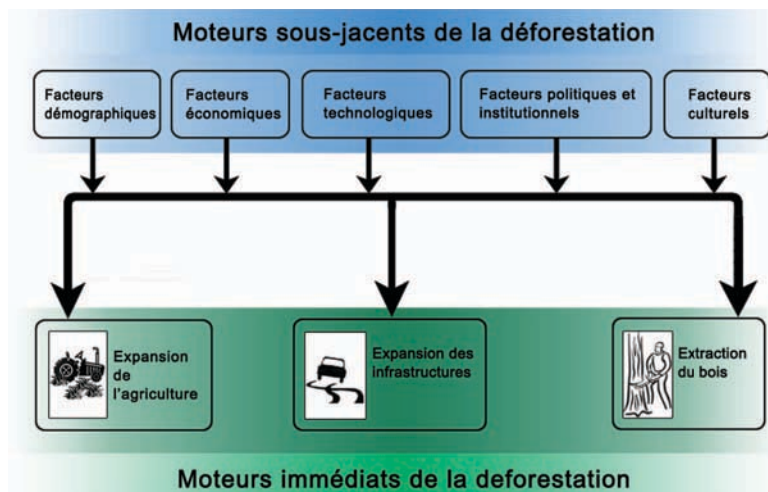 Moteurs sous-jacents de la déforestation
Facteurs
démographiques
Facteurs
économiques
Facteurs
technologiques
Facteurs politiques et
institutionnels
Facteurs
culturels
Expansion
de
l'agriculture
Expansion des
infrastructures
Extraction
du bois
Moteurs immédiats de la deforestation